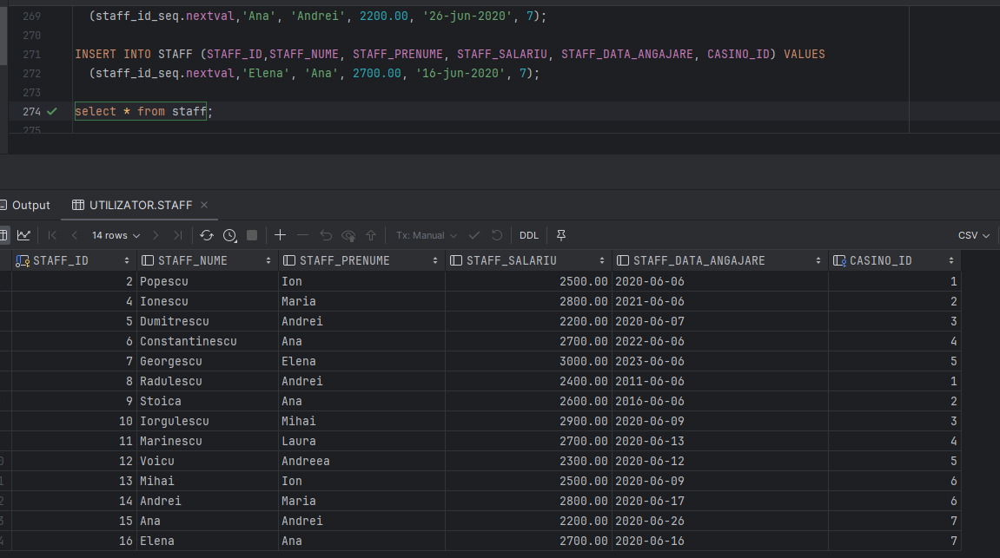 269 (staff_id_seq.nextval,'Ana', 'Andrei', 2200.00, '26-jun-2020', 7);
270
271 INSERT INTO STAFF (STAFF_ID,STAFF_NUME, STAFF_PRENUME, STAFF_SALARIU, STAFF_DATA_ANGAJARE, CASINO_ID) VALUES
272 (staff_id_seq.nextval,'Elena', 'Ana', 2700.00, '16-jun-2020', 7);
273
274 select * from staff;
275
Output UTILIZATOR.STAFF
14 rows Tx: Manual DDL CSV
STAFF_ID STAFF_NUME STAFF_PRENUME STAFF_SALARIU STAFF_DATA_ANGAJARE CASINO_ID
2 Popescu Ion 2500.00 2020-06-06 1
4 Ionescu Maria 2800.00 2021-06-06 2
5 Dumitrescu Andrei 2200.00 2020-06-07 3
6 Constantinescu Ana 2700.00 2022-06-06 4
7 Georgescu Elena 3000.00 2023-06-06 5
8 Radulescu Andrei 2400.00 2011-06-06 1
9 Stoica Ana 2600.00 2016-06-06 2
10 Iorgulescu Mihai 2900.00 2020-06-09 3
11 Marinescu Laura 2700.00 2020-06-13 4
12 Voicu Andreea 2300.00 2020-06-12 5
13 Mihai Ion 2500.00 2020-06-09 6
14 Andrei Maria 2800.00 2020-06-17 6
15 Ana Andrei 2200.00 2020-06-26 7
16 Elena Ana 2700.00 2020-06-16 7